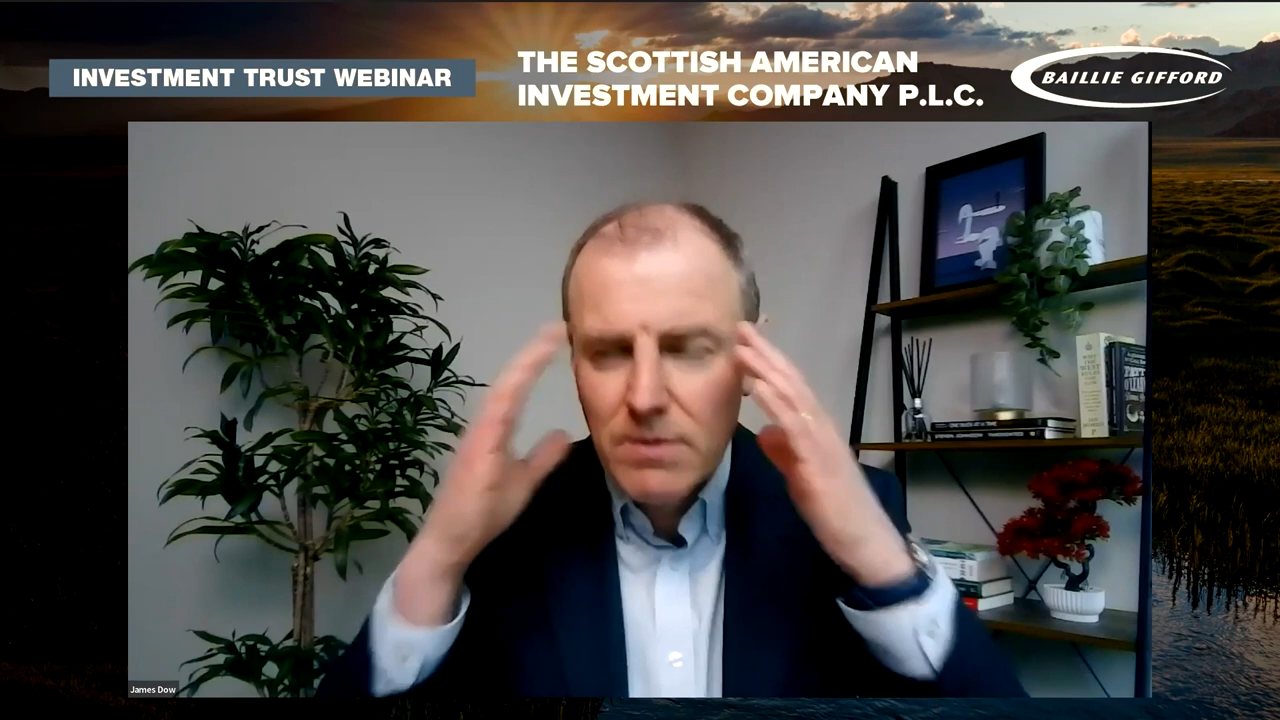 INVESTMENT TRUST WEBINAR
THE SCOTTISH AMERICAN
INVESTMENT COMPANY P.L.C.
BAILLIE GIFFORD
James Dow